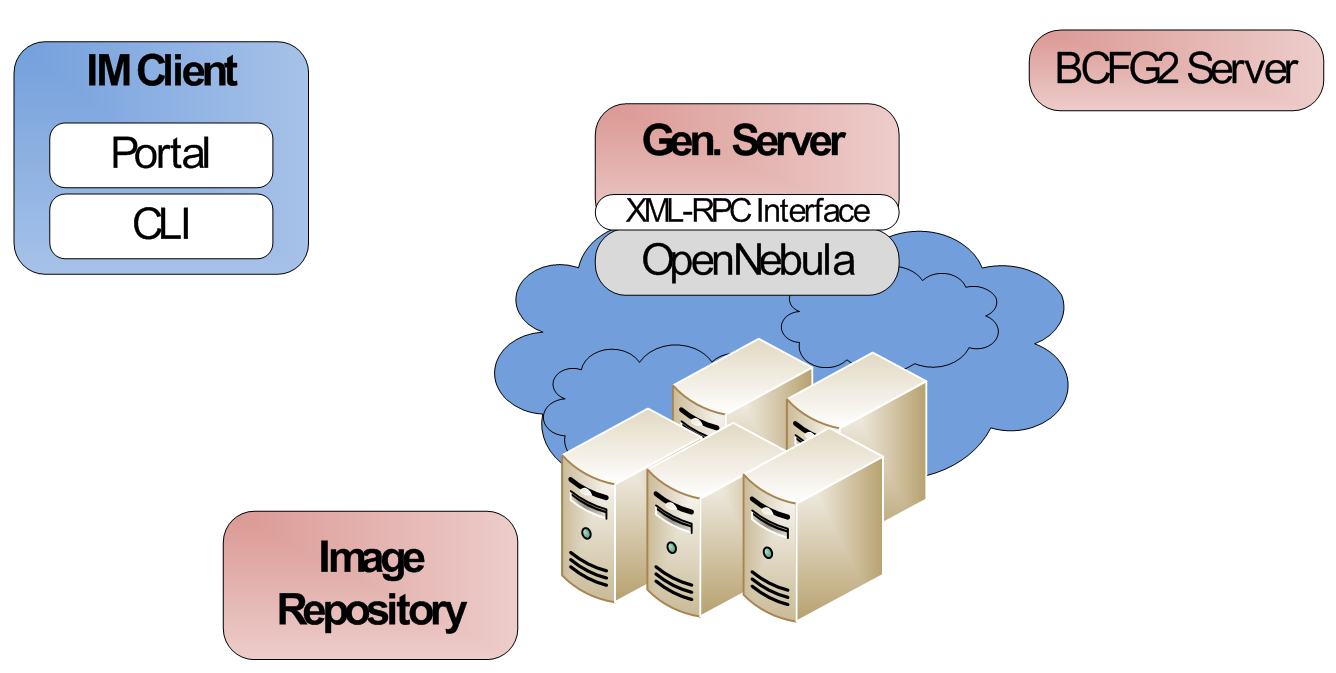 IM Client
Portal
CLI
BCFG2 Server
Gen. Server
XML-RPC Interface
OpenNebula
Image
Repository